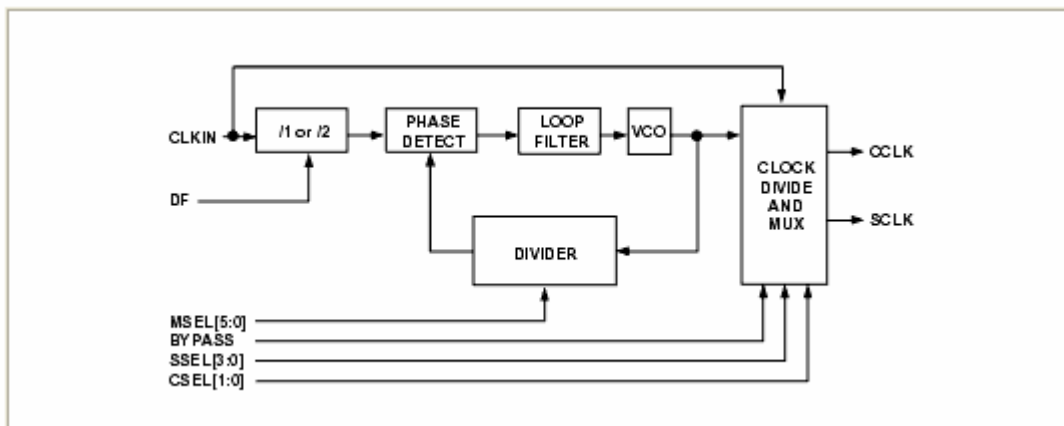 CLKIN
/1 or /2
PHASE
DETECT
LOOP
FILTER
VCO
CLOCK
DIVIDE
AND
MUX
CCLK
SCLK
DF
DIVIDER
MSEL[5:0]
BYPASS
SSEL[3:0]
CSEL[1:0]